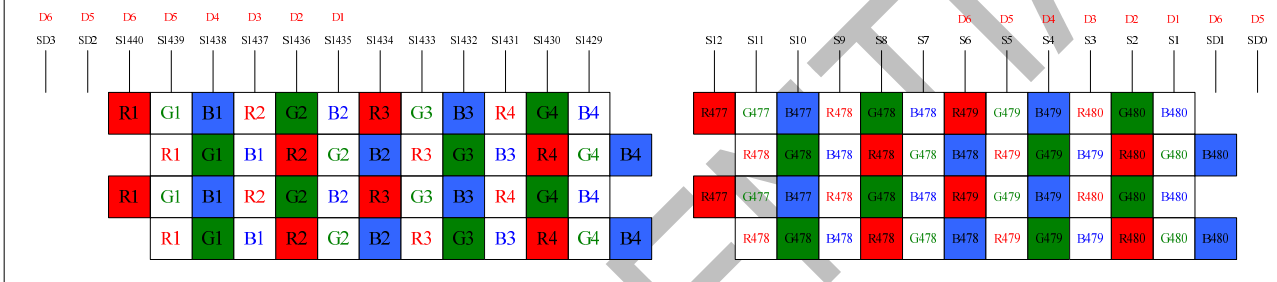 D6 D5 D6 D5 D4 D3 D2 D1 D6 D5 D4 D3 D2 D1 D6 D5
SD3 SD2 S1440 S1439 S1438 S1437 S1436 S1435 S1434 S1433 S1432 S1431 S1430 S1429 S12 S11 S10 S9 S8 S7 S6 S5 S4 S3 S2 S1 SD1 SD0
R1 G1 B1 R2 G2 B2 R3 G3 B3 R4 G4 B4 R477 G477 B477 R478 G478 B478 R479 G479 B479 R480 G480 B480
R1 G1 B1 R2 G2 B2 R3 G3 B3 R4 G4 B4 R478 G478 B478 R478 G478 B478 R479 G479 B479 R480 G480 B480
R1 G1 B1 R2 G2 B2 R3 G3 B3 R4 G4 B4 R477 G477 B477 R478 G478 B478 R479 G479 B479 R480 G480 B480
R1 G1 B1 R2 G2 B2 R3 G3 B3 R4 G4 B4 R478 G478 B478 R478 G478 B478 R479 G479 B479 R480 G480 B480